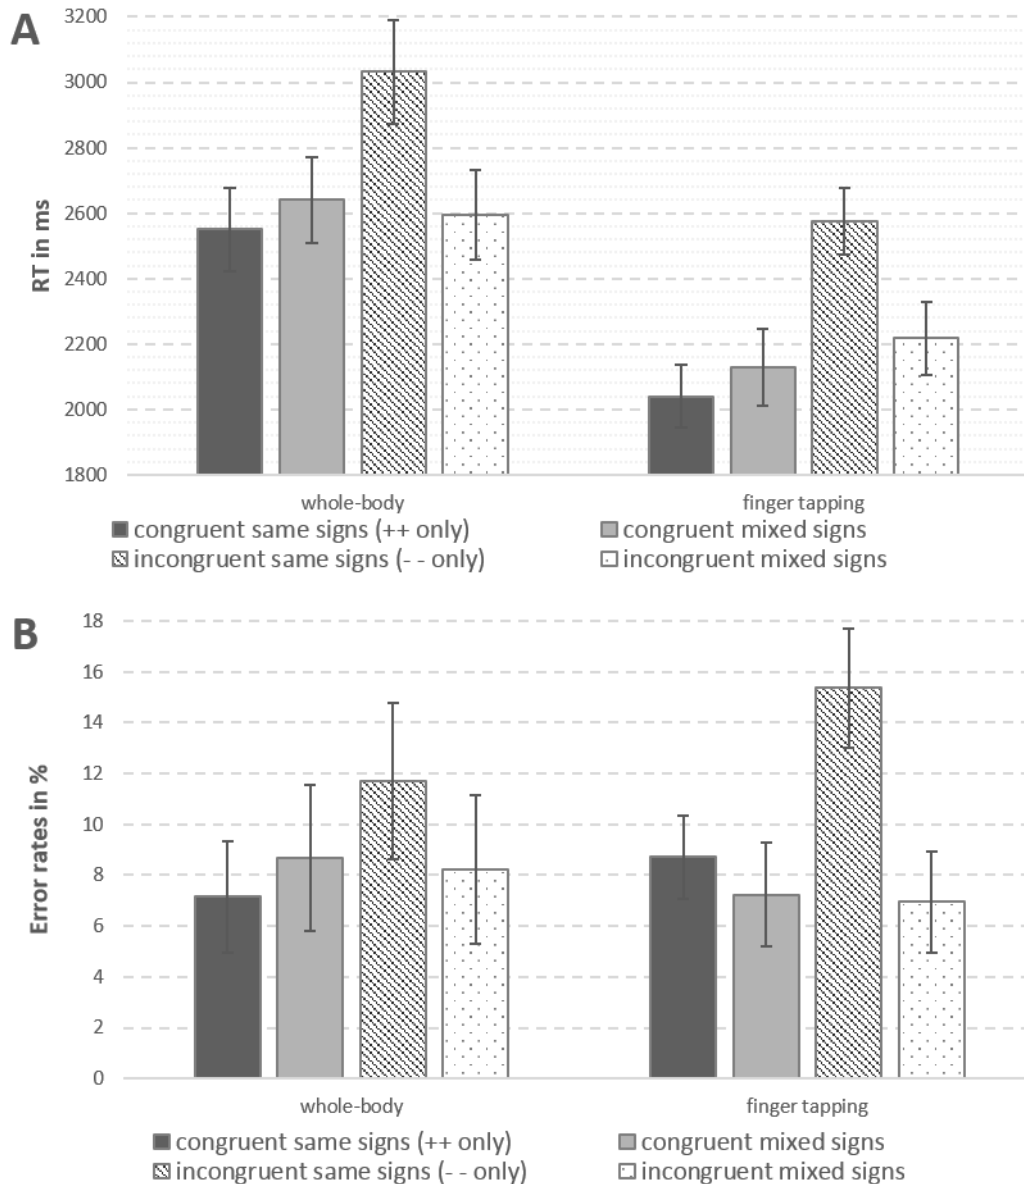 A
3200
3000
2800
2600
2400
2200
2000
1800
RT in ms
whole-body finger tapping
congruent same signs (++ only) congruent mixed signs
incongruent same signs (- - only) incongruent mixed signs
B
18
16
14
12
10
8
6
4
2
0
Error rates in %
whole-body finger tapping
congruent same signs (++ only) congruent mixed signs
incongruent same signs (- - only) incongruent mixed signs